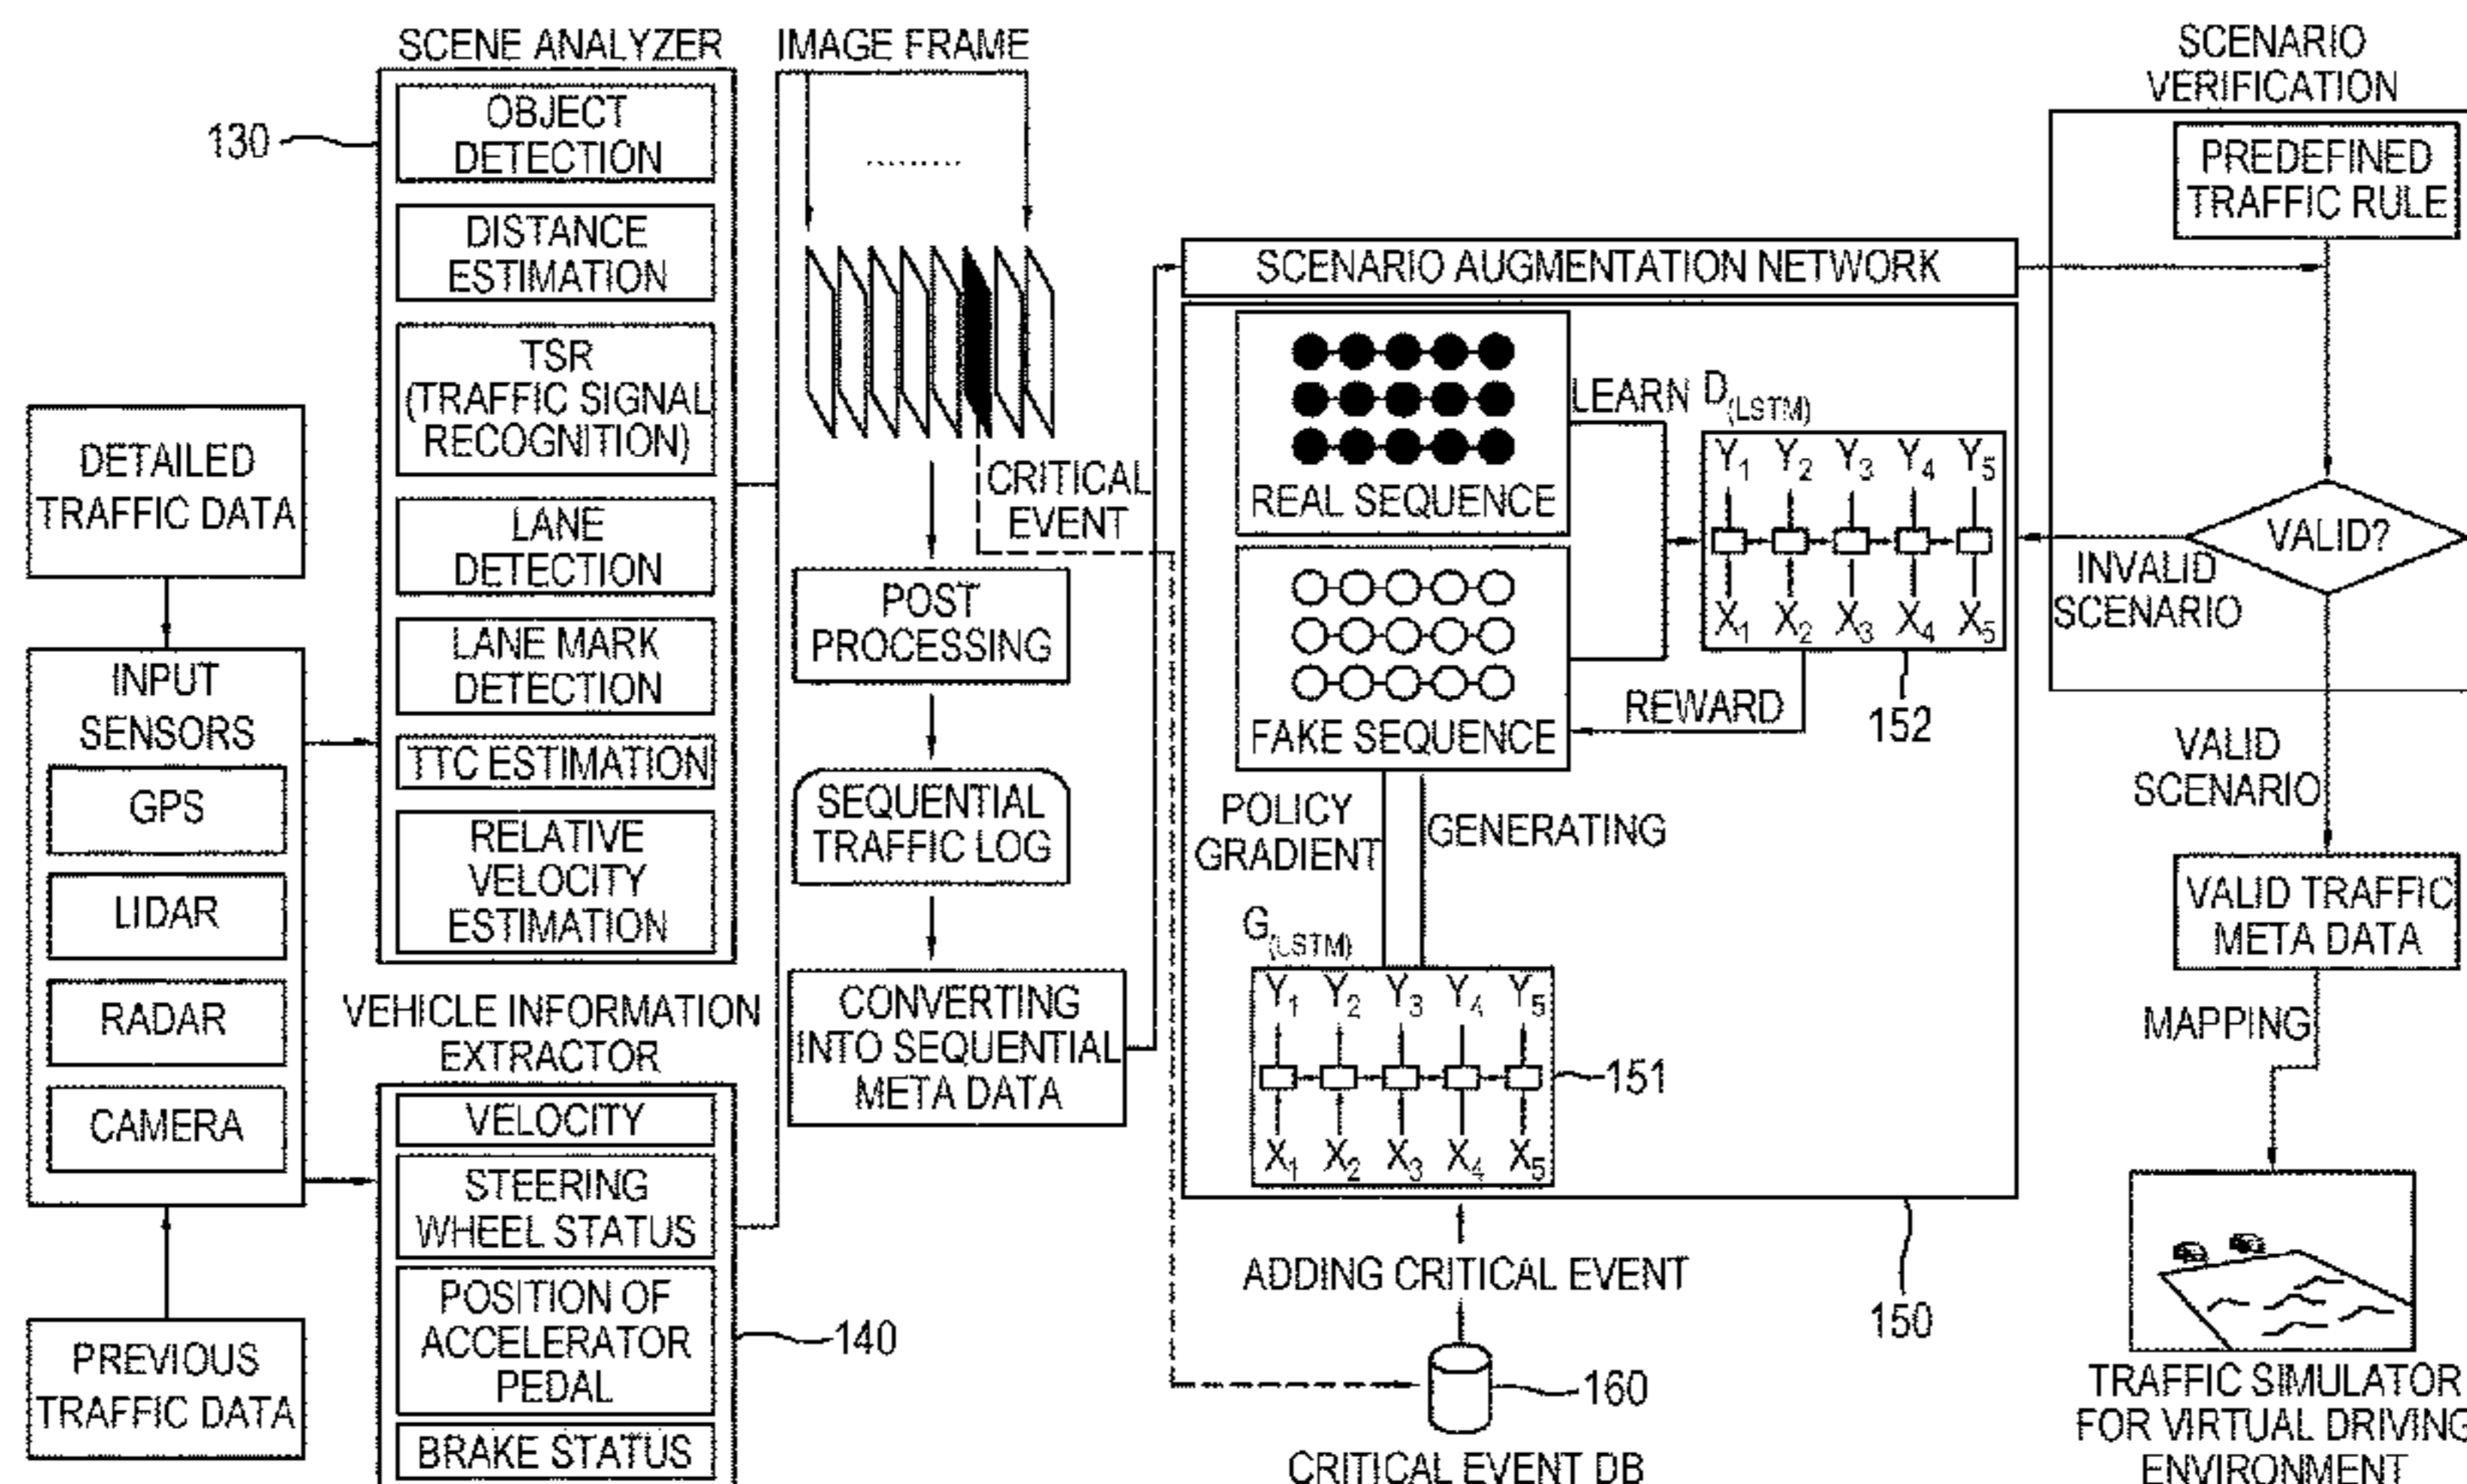 SCENE ANALYZER
130
OBJECT
DETECTION
DISTANCE
ESTIMATION
TSR
(TRAFFIC SIGNAL
RECOGNITION)
LANE
DETECTION
LANE MARK
DETECTION
TTC ESTIMATION
RELATIVE
VELOCITY
ESTIMATION
DETAILED
TRAFFIC DATA
INPUT
SENSORS
GPS
LIDAR
RADAR
CAMERA
PREVIOUS
TRAFFIC DATA
VEHICLE INFORMATION
EXTRACTOR
VELOCITY
STEERING
WHEEL STATUS
POSITION OF
ACCELERATOR
PEDAL
BRAKE STATUS
140
IMAGE FRAME
.........
CRITICAL
EVENT
POST
PROCESSING
SEQUENTIAL
TRAFFIC LOG
CONVERTING
INTO SEQUENTIAL
META DATA
SCENARIO AUGMENTATION NETWORK
REAL SEQUENCE
FAKE SEQUENCE
LEARN
D(LSTM)
Y1 Y2 Y3 Y4 Y5
X1 X2 X3 X4 X5
152
REWARD
POLICY
GRADIENT
GENERATING
G(LSTM)
Y1 Y2 Y3 Y4 Y5
X1 X2 X3 X4 X5
151
150
ADDING CRITICAL EVENT
160
CRITICAL EVENT DB
SCENARIO
VERIFICATION
PREDEFINED
TRAFFIC RULE
VALID?
INVALID
SCENARIO
VALID
SCENARIO
VALID TRAFFIC
META DATA
MAPPING
TRAFFIC SIMULATOR
FOR VIRTUAL DRIVING
ENVIRONMENT